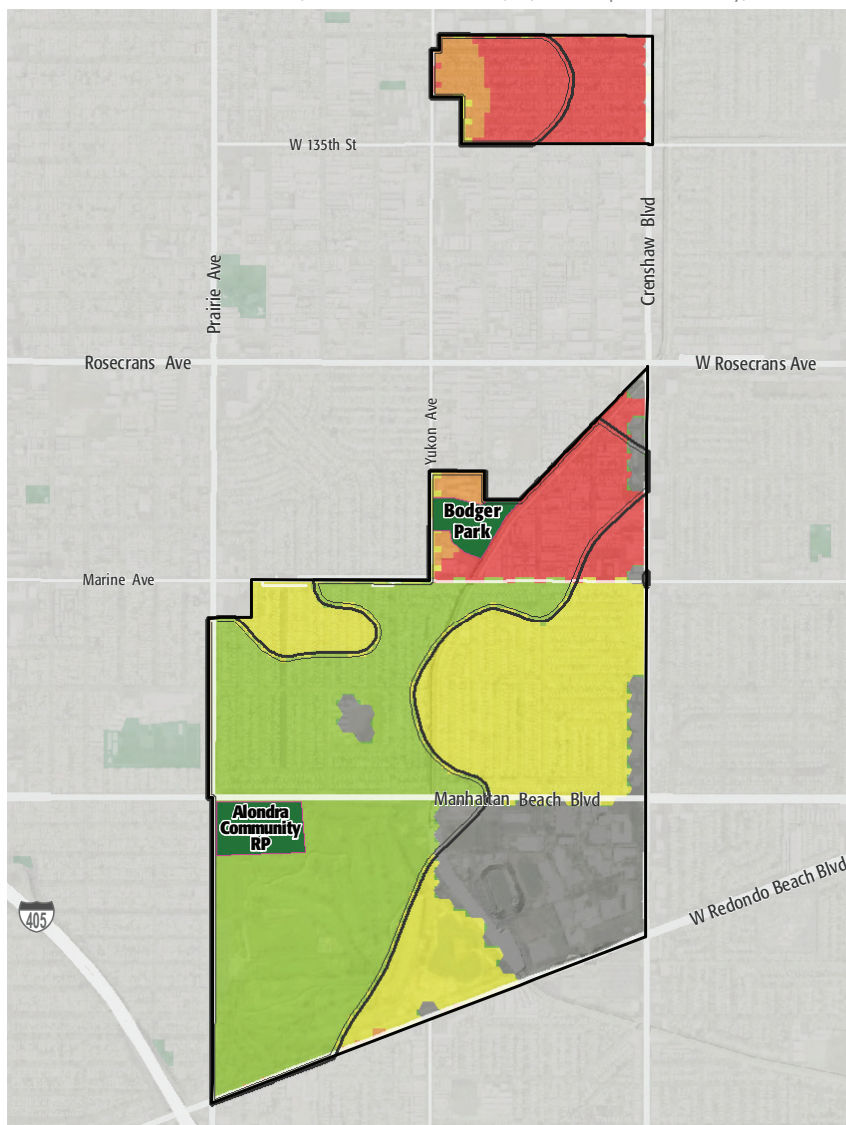 W 135th St
Crenshaw Blvd
Prairie Ave
Rosecrans Ave
W Rosecrans Ave
Yukon Ave
Bodger
Park
Marine Ave
Manhattan Beach Blvd
Alondra
Community
RP
W Redondo Beach Blvd
405